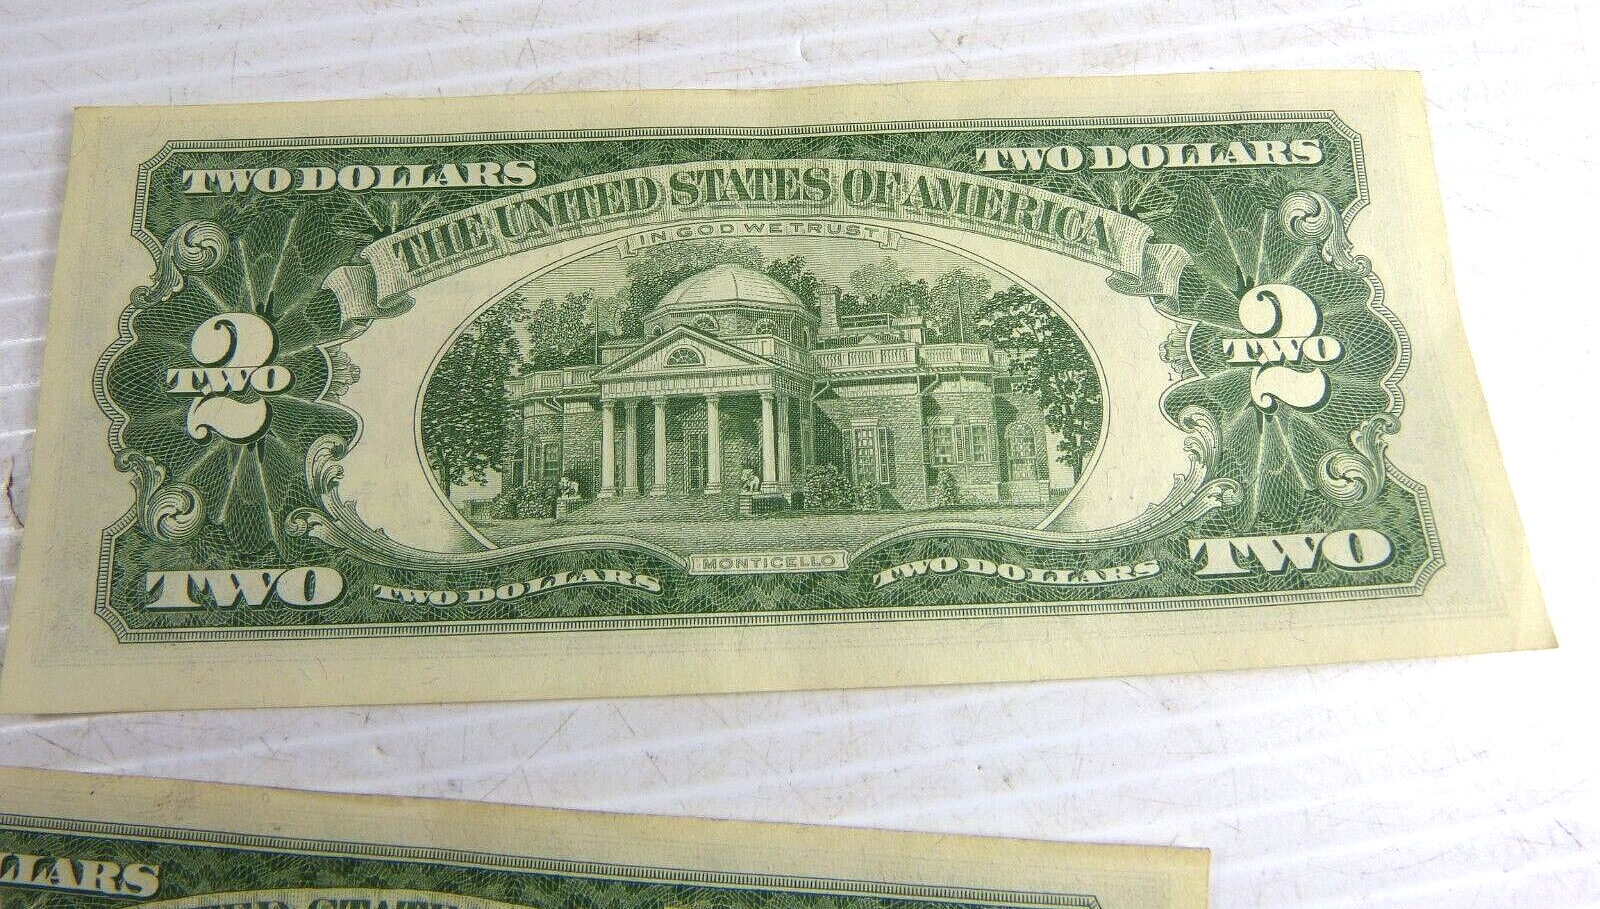 TWO DOLLARS TWO DOLLARS
THE UNITED STATES OF AMERICA
IN GOD WE TRUST
2 2
TWO TWO
MONTICELLO
TWO TWO DOLLARS TWO DOLLARS TWO
LLARS